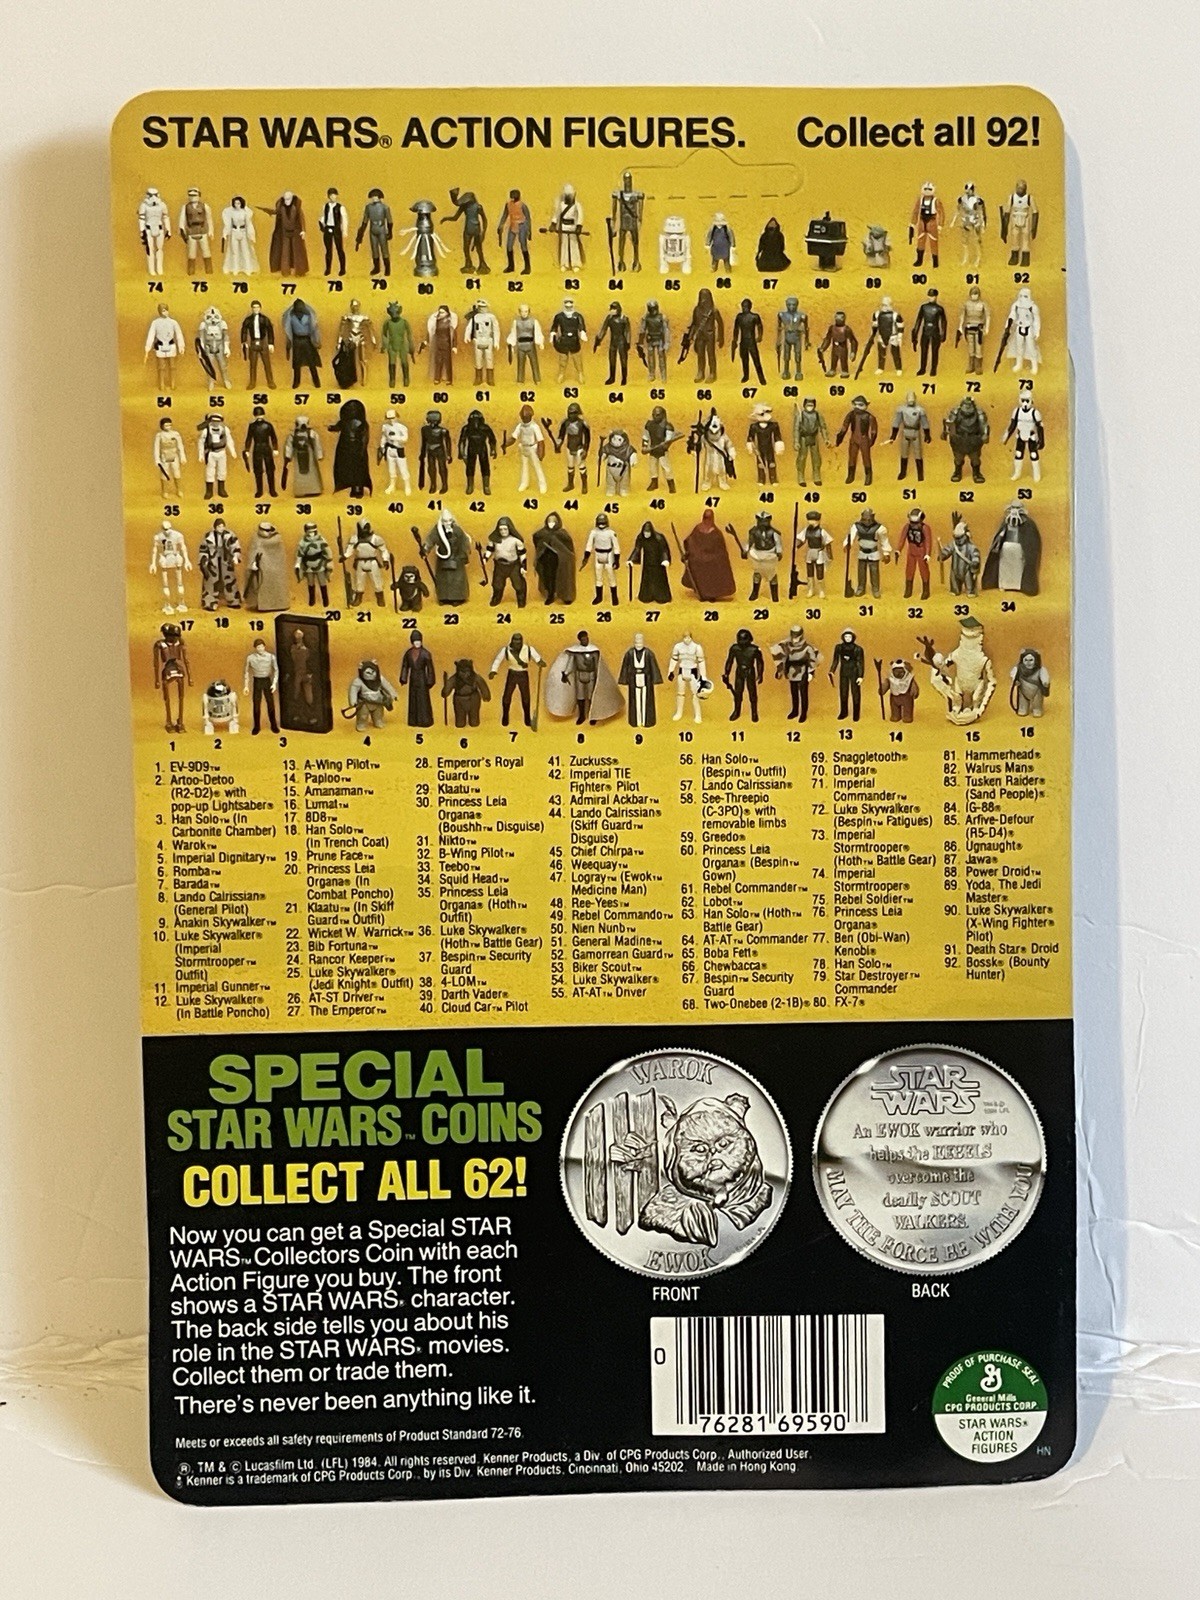 STAR WARS® ACTION FIGURES. Collect all 92!
74 75 76 77 78 79 80 81 82 83 84 85 86 87 88 89 90 91 92
54 55 56 57 58 59 60 61 62 63 64 65 66 67 68 69 70 71 72 73
35 36 37 38 39 40 41 42 43 44 45 46 47 48 49 50 51 52 53
17 18 19 20 21 22 23 24 25 26 27 28 29 30 31 32 33 34
1 2 3 4 5 6 7 8 9 10 11 12 13 14 15 16
1. EV-9D9™
2. Artoo-Detoo
(R2-D2)® with
pop-up Lightsaber®
3. Han Solo™ (In
Carbonite Chamber)
4. Warok™
5. Imperial Dignitary™
6. Romba™
7. Barada™
8. Lando Calrissian®
(General Pilot)
9. Anakin Skywalker™
10. Luke Skywalker®
(Imperial
Stormtrooper™
Outfit)
11. Imperial Gunner™
12. Luke Skywalker®
(In Battle Poncho)
13. A-Wing Pilot™
14. Paploo™
15. Amanaman™
16. Lumat™
17. 8D8™
18. Han Solo™
(In Trench Coat)
19. Prune Face™
20. Princess Leia
Organa® (In
Combat Poncho)
21. Klaatu™ (In Skiff
Guard™ Outfit)
22. Wicket W. Warrick™
23. Bib Fortuna™
24. Rancor Keeper™
25. Luke Skywalker®
(Jedi Knight® Outfit)
26. AT-ST Driver™
27. The Emperor™
28. Emperor's Royal
Guard™
29. Klaatu™
30. Princess Leia
Organa®
(Boushh™ Disguise)
31. Nikto™
32. B-Wing Pilot™
33. Teebo™
34. Squid Head™
35. Princess Leia
Organa® (Hoth™
Outfit)
36. Luke Skywalker®
(Hoth™ Battle Gear)
37. Bespin™ Security
Guard
38. 4-LOM™
39. Darth Vader®
40. Cloud Car™ Pilot
41. Zuckuss®
42. Imperial TIE
Fighter® Pilot
43. Admiral Ackbar™
44. Lando Calrissian®
(Skiff Guard™
Disguise)
45. Chief Chirpa™
46. Weequay™
47. Logray™ (Ewok™
Medicine Man)
48. Ree-Yees™
49. Rebel Commando™
50. Nien Nunb™
51. General Madine™
52. Gamorrean Guard™
53. Biker Scout™
54. Luke Skywalker®
55. AT-AT™ Driver
56. Han Solo™
(Bespin™ Outfit)
57. Lando Calrissian®
58. See-Threepio
(C-3PO)® with
removable limbs
59. Greedo®
60. Princess Leia
Organa® (Bespin™
Gown)
61. Rebel Commander™
62. Lobot™
63. Han Solo™ (Hoth™
Battle Gear)
64. AT-AT™ Commander
65. Boba Fett®
66. Chewbacca®
67. Bespin™ Security
Guard
68. Two-Onebee (2-1B)®
69. Snaggletooth®
70. Dengar®
71. Imperial
Commander™
72. Luke Skywalker®
(Bespin™ Fatigues)
73. Imperial
Stormtrooper®
(Hoth™ Battle Gear)
74. Imperial
Stormtrooper®
75. Rebel Soldier™
76. Princess Leia
Organa®
77. Ben (Obi-Wan)
Kenobi®
78. Han Solo™
79. Star Destroyer™
Commander
80. FX-7®
81. Hammerhead®
82. Walrus Man®
83. Tusken Raider®
(Sand People)®
84. IG-88®
85. Arfive-Defour
(R5-D4)®
86. Ugnaught®
87. Jawa®
88. Power Droid™
89. Yoda, The Jedi
Master®
90. Luke Skywalker®
(X-Wing Fighter®
Pilot)
91. Death Star® Droid
92. Bossk® (Bounty
Hunter)
SPECIAL
STAR WARS™ COINS
COLLECT ALL 62!
Now you can get a Special STAR
WARS™ Collectors Coin with each
Action Figure you buy. The front
shows a STAR WARS® character.
The back side tells you about his
role in the STAR WARS® movies.
Collect them or trade them.
There's never been anything like it.
WAROK
EWOK
FRONT
STAR
WARS
An EWOK warrior who
helps the REBELS
overcome the
deadly SCOUT
WALKERS.
MAY THE FORCE BE WITH YOU
BACK
0 76281 69590
PROOF OF PURCHASE SEAL
General Mills
CPG PRODUCTS CORP.
STAR WARS®
ACTION
FIGURES
HN
Meets or exceeds all safety requirements of Product Standard 72-76.
®, TM & © Lucasfilm Ltd. (LFL) 1984. All rights reserved. Kenner Products, a Div. of CPG Products Corp., Authorized User.
Kenner is a trademark of CPG Products Corp., by its Div. Kenner Products, Cincinnati, Ohio 45202. Made in Hong Kong.